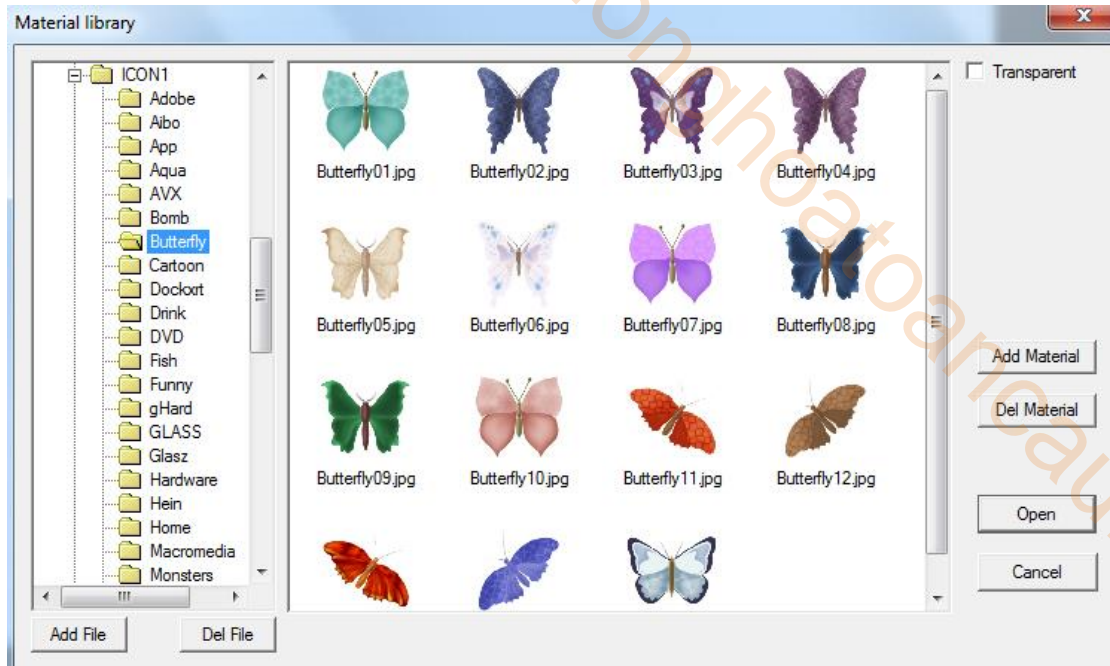 Material library
X
ICON1
Adobe
Aibo
App
Aqua
AVX
Bomb
Butterfly
Cartoon
Dockxrt
Drink
DVD
Fish
Funny
gHard
GLASS
Glasz
Hardware
Hein
Home
Macromedia
Monsters
Add File Del File
Butterfly01.jpg Butterfly02.jpg Butterfly03.jpg Butterfly04.jpg
Butterfly05.jpg Butterfly06.jpg Butterfly07.jpg Butterfly08.jpg
Butterfly09.jpg Butterfly10.jpg Butterfly11.jpg Butterfly12.jpg
Transparent
Add Material
Del Material
Open
Cancel